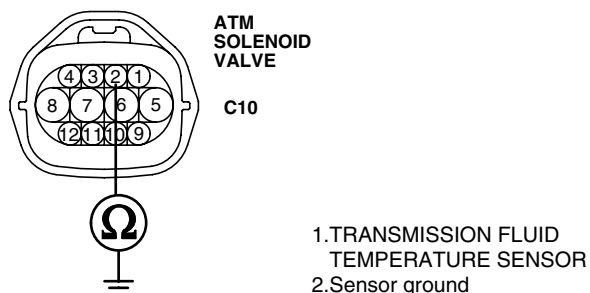 ATM
SOLENOID
VALVE
4 3 2 1
8 7 6 5
C10
12 11 10 9
Ω
1.TRANSMISSION FLUID
TEMPERATURE SENSOR
2.Sensor ground